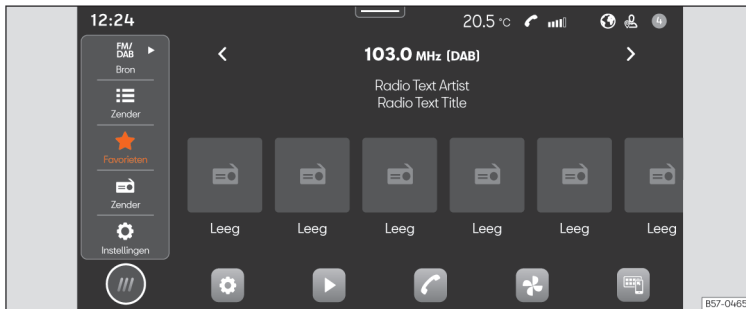 12:24
20.5 °C
4
FM/
DAB
Bron
Zender
Favorieten
Zender
Instellingen
103.0 MHz (DAB)
Radio Text Artist
Radio Text Title
Leeg
Leeg
Leeg
Leeg
Leeg
Leeg
B57-0465